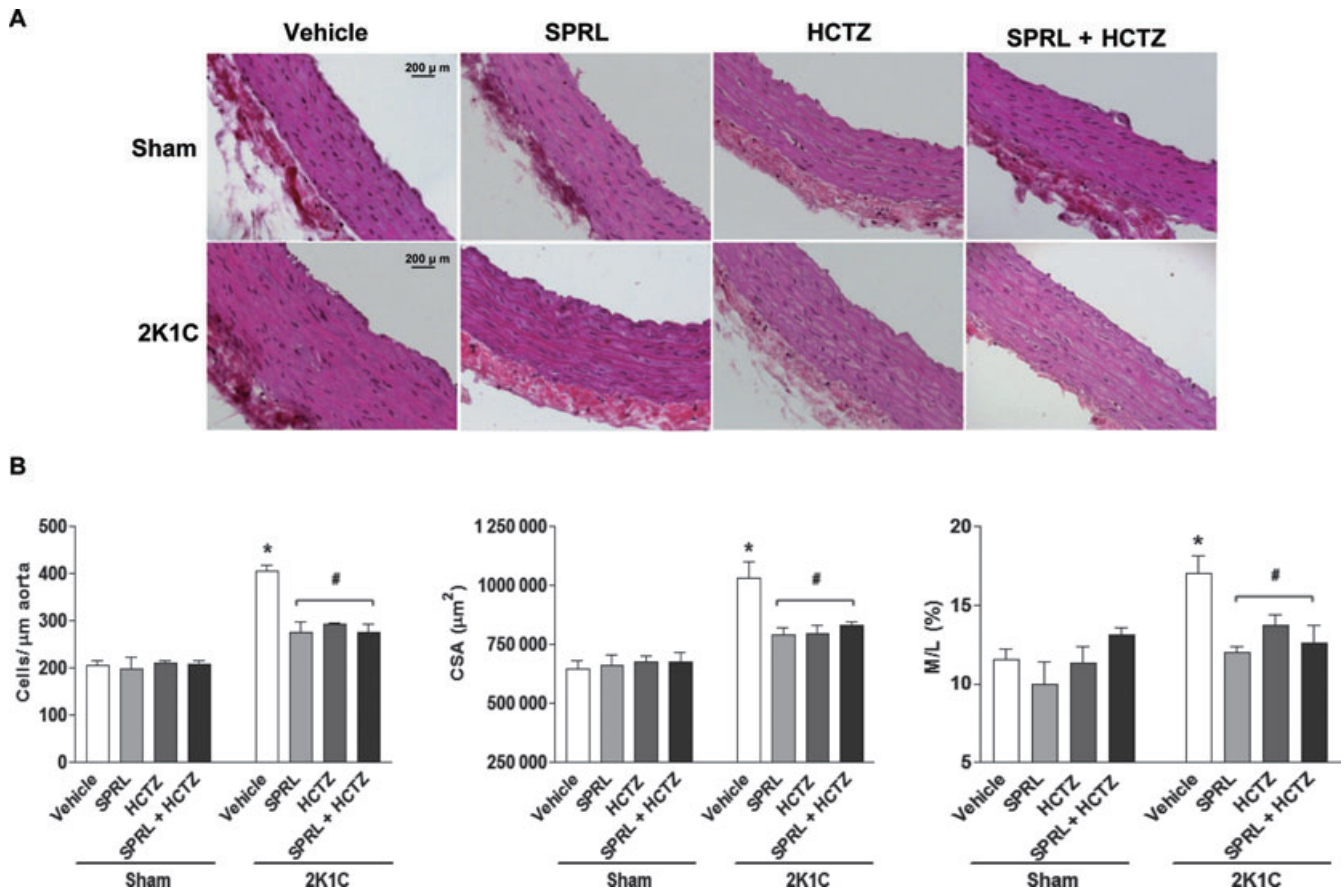 A
Vehicle SPRL HCTZ SPRL + HCTZ
Sham
200 µ m
2K1C
200 µ m
B
Cells/ µm aorta
500
400
300
200
100
0
*
#
Vehicle
SPRL
HCTZ
SPRL + HCTZ
Vehicle
SPRL
HCTZ
SPRL + HCTZ
Sham
2K1C
CSA (µm²)
1 250 000
1000 000
750 000
500 000
250 000
*
#
Vehicle
SPRL
HCTZ
SPRL + HCTZ
Vehicle
SPRL
HCTZ
SPRL + HCTZ
Sham
2K1C
M/L (%)
20
15
10
5
*
#
Vehicle
SPRL
HCTZ
SPRL + HCTZ
Vehicle
SPRL
HCTZ
SPRL + HCTZ
Sham
2K1C